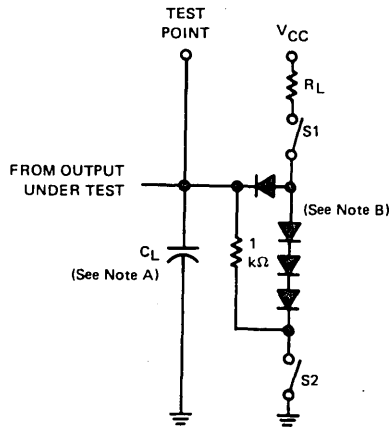 TEST
POINT
VCC
RL
S1
FROM OUTPUT
UNDER TEST
(See Note B)
CL
(See Note A)
1
kΩ
S2